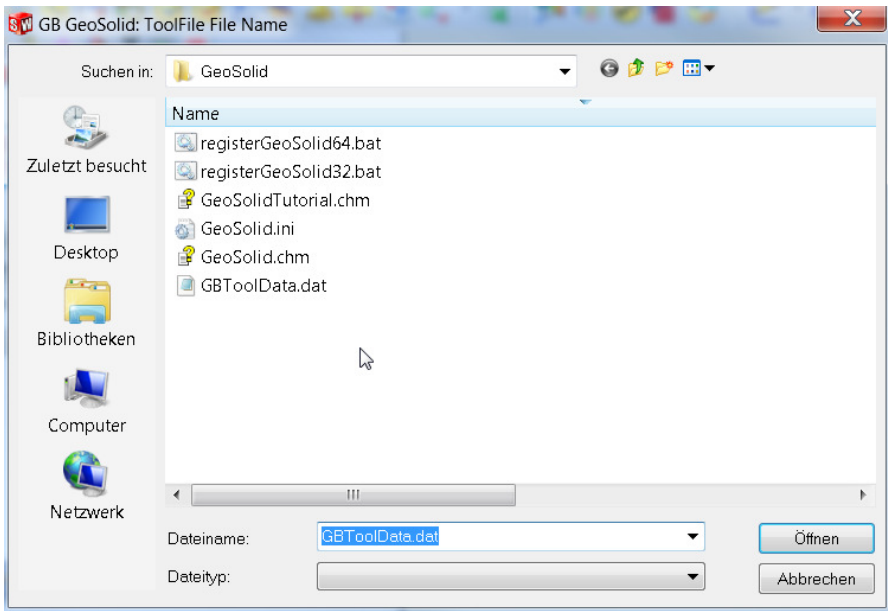 SW GB GeoSolid: ToolFile File Name
Suchen in: GeoSolid
Name
registerGeoSolid64.bat
registerGeoSolid32.bat
GeoSolidTutorial.chm
GeoSolid.ini
GeoSolid.chm
GBToolData.dat
Zuletzt besucht
Desktop
Bibliotheken
Computer
Netzwerk
Dateiname: GBToolData.dat Öffnen
Dateityp: Abbrechen